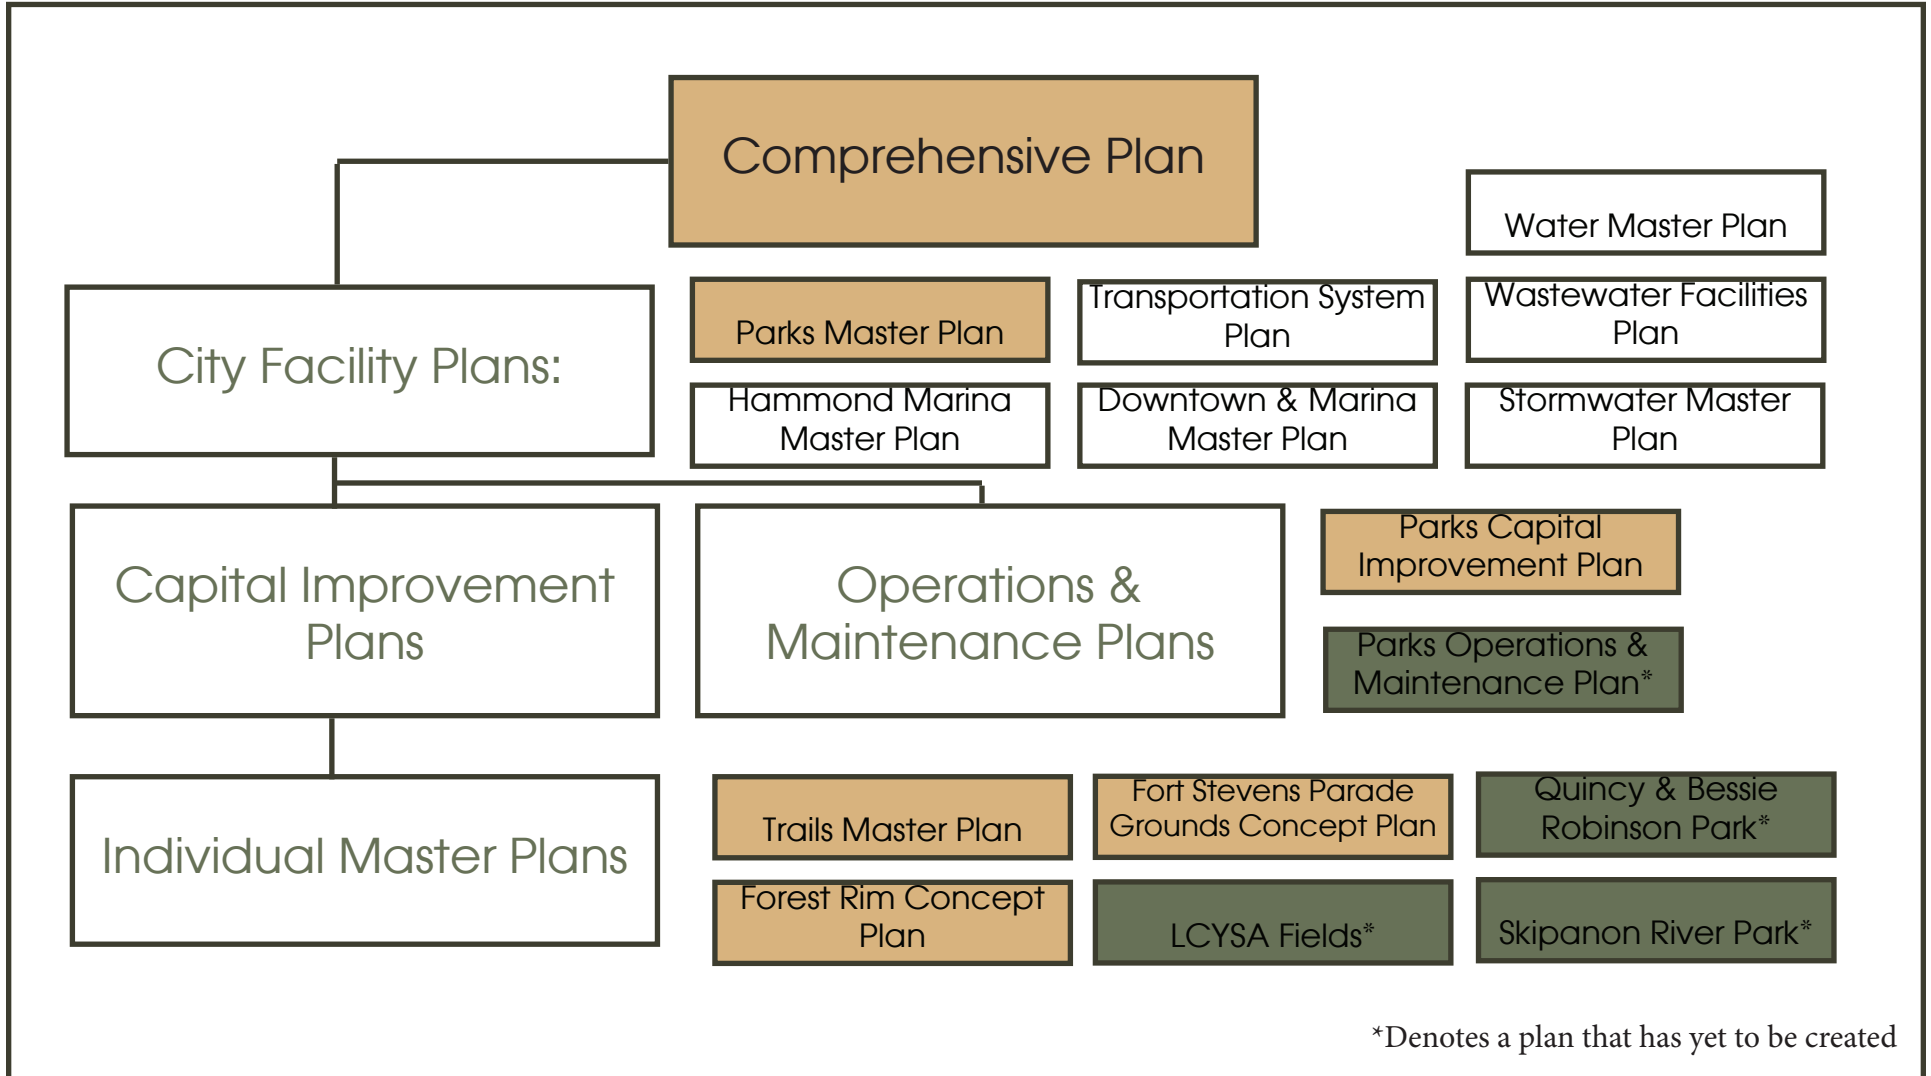 Comprehensive Plan
Water Master Plan
City Facility Plans:
Parks Master Plan
Transportation System
Plan
Wastewater Facilities
Plan
Hammond Marina
Master Plan
Downtown & Marina
Master Plan
Stormwater Master
Plan
Capital Improvement
Plans
Operations &
Maintenance Plans
Parks Capital
Improvement Plan
Parks Operations &
Maintenance Plan*
Individual Master Plans
Trails Master Plan
Fort Stevens Parade
Grounds Concept Plan
Quincy & Bessie
Robinson Park*
Forest Rim Concept
Plan
LCYSA Fields*
Skipanon River Park*
*Denotes a plan that has yet to be created